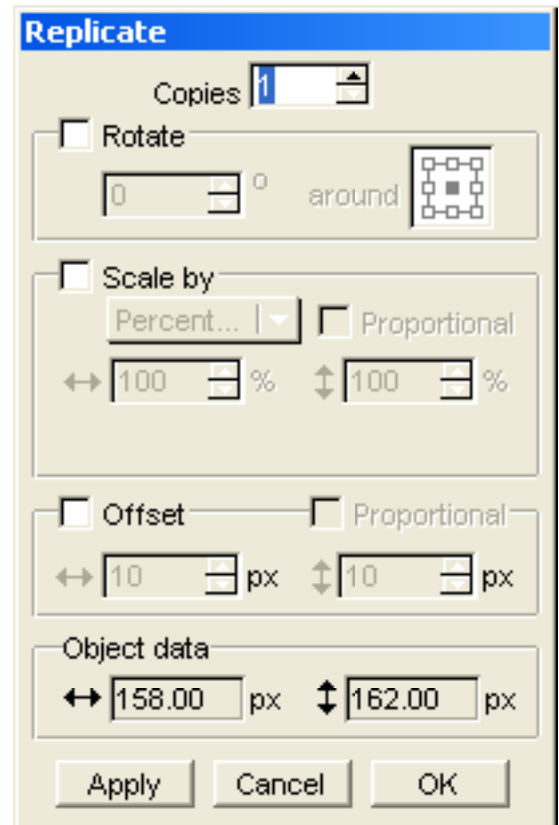 Replicate
Copies 1
Rotate
0 ° around
Scale by
Percent... Proportional
100 % 100 %
Offset Proportional
10 px 10 px
Object data
158.00 px 162.00 px
Apply Cancel OK